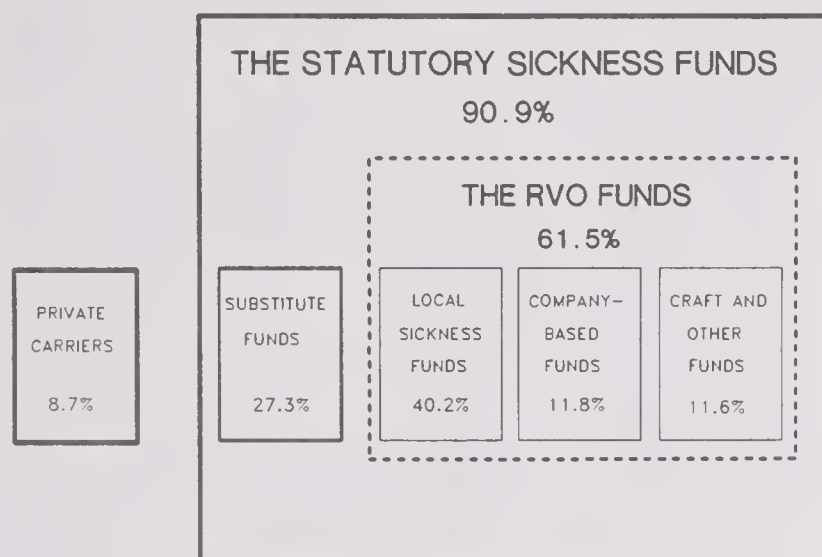 THE STATUTORY SICKNESS FUNDS
90.9%
THE RVO FUNDS
61.5%
PRIVATE
CARRIERS
8.7%
SUBSTITUTE
FUNDS
27.3%
LOCAL
SICKNESS
FUNDS
40.2%
COMPANY-
BASED
FUNDS
11.8%
CRAFT AND
OTHER
FUNDS
11.6%